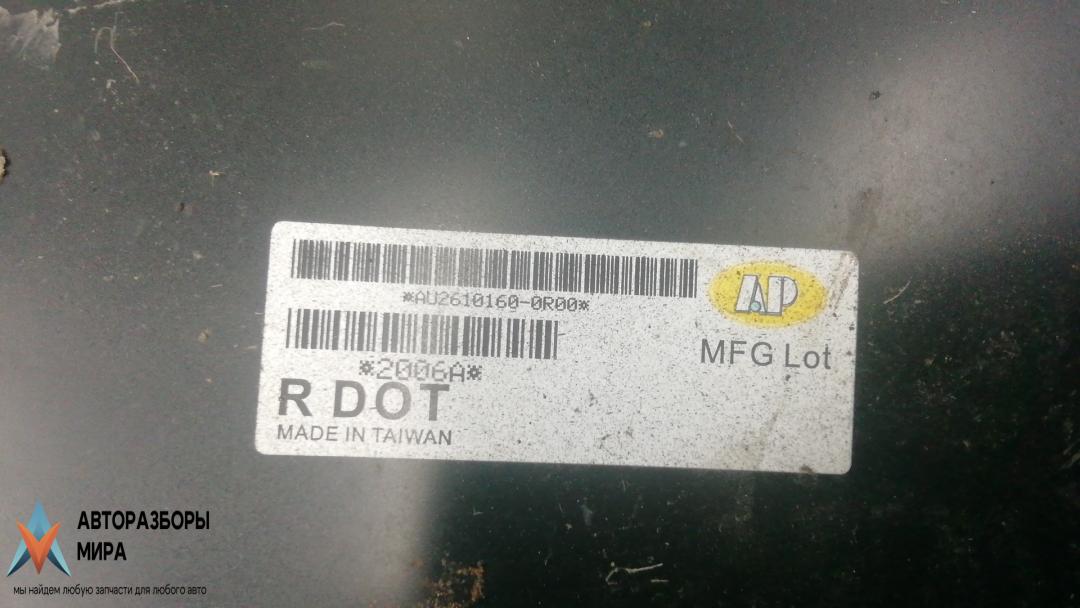 *AU2610160-0R00*
AP
*2006A*
MFG Lot
R DOT
MADE IN TAIWAN
АВТОРАЗБОРЫ
МИРА
мы найдем любую запчасти для любого авто